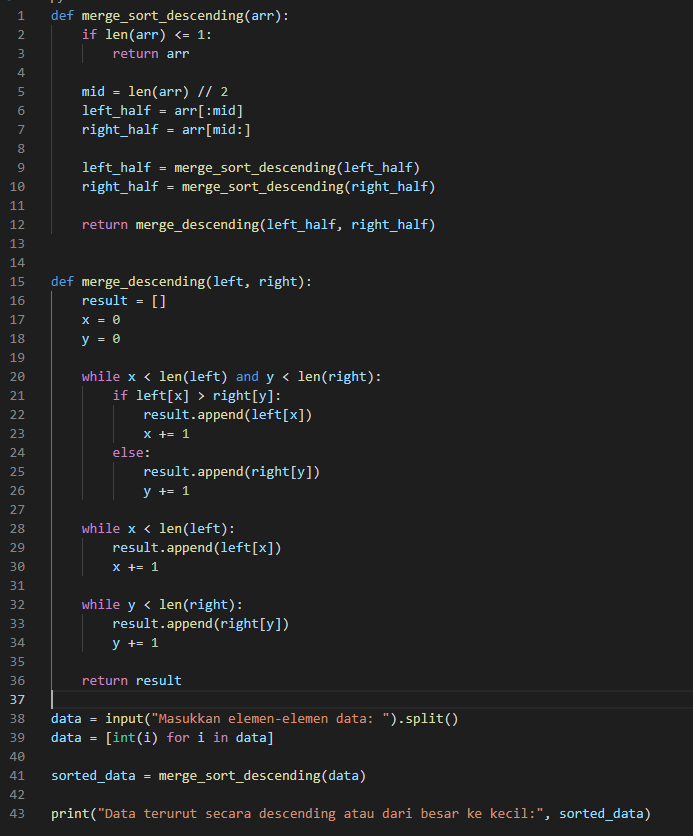 1 def merge_sort_descending(arr):
2     if len(arr) <= 1:
3         return arr
4
5     mid = len(arr) // 2
6     left_half = arr[:mid]
7     right_half = arr[mid:]
8
9     left_half = merge_sort_descending(left_half)
10     right_half = merge_sort_descending(right_half)
11
12     return merge_descending(left_half, right_half)
13
14
15 def merge_descending(left, right):
16     result = []
17     x = 0
18     y = 0
19
20     while x < len(left) and y < len(right):
21         if left[x] > right[y]:
22             result.append(left[x])
23             x += 1
24         else:
25             result.append(right[y])
26             y += 1
27
28     while x < len(left):
29         result.append(left[x])
30         x += 1
31
32     while y < len(right):
33         result.append(right[y])
34         y += 1
35
36     return result
37
38 data = input("Masukkan elemen-elemen data: ").split()
39 data = [int(i) for i in data]
40
41 sorted_data = merge_sort_descending(data)
42
43 print("Data terurut secara descending atau dari besar ke kecil:", sorted_data)